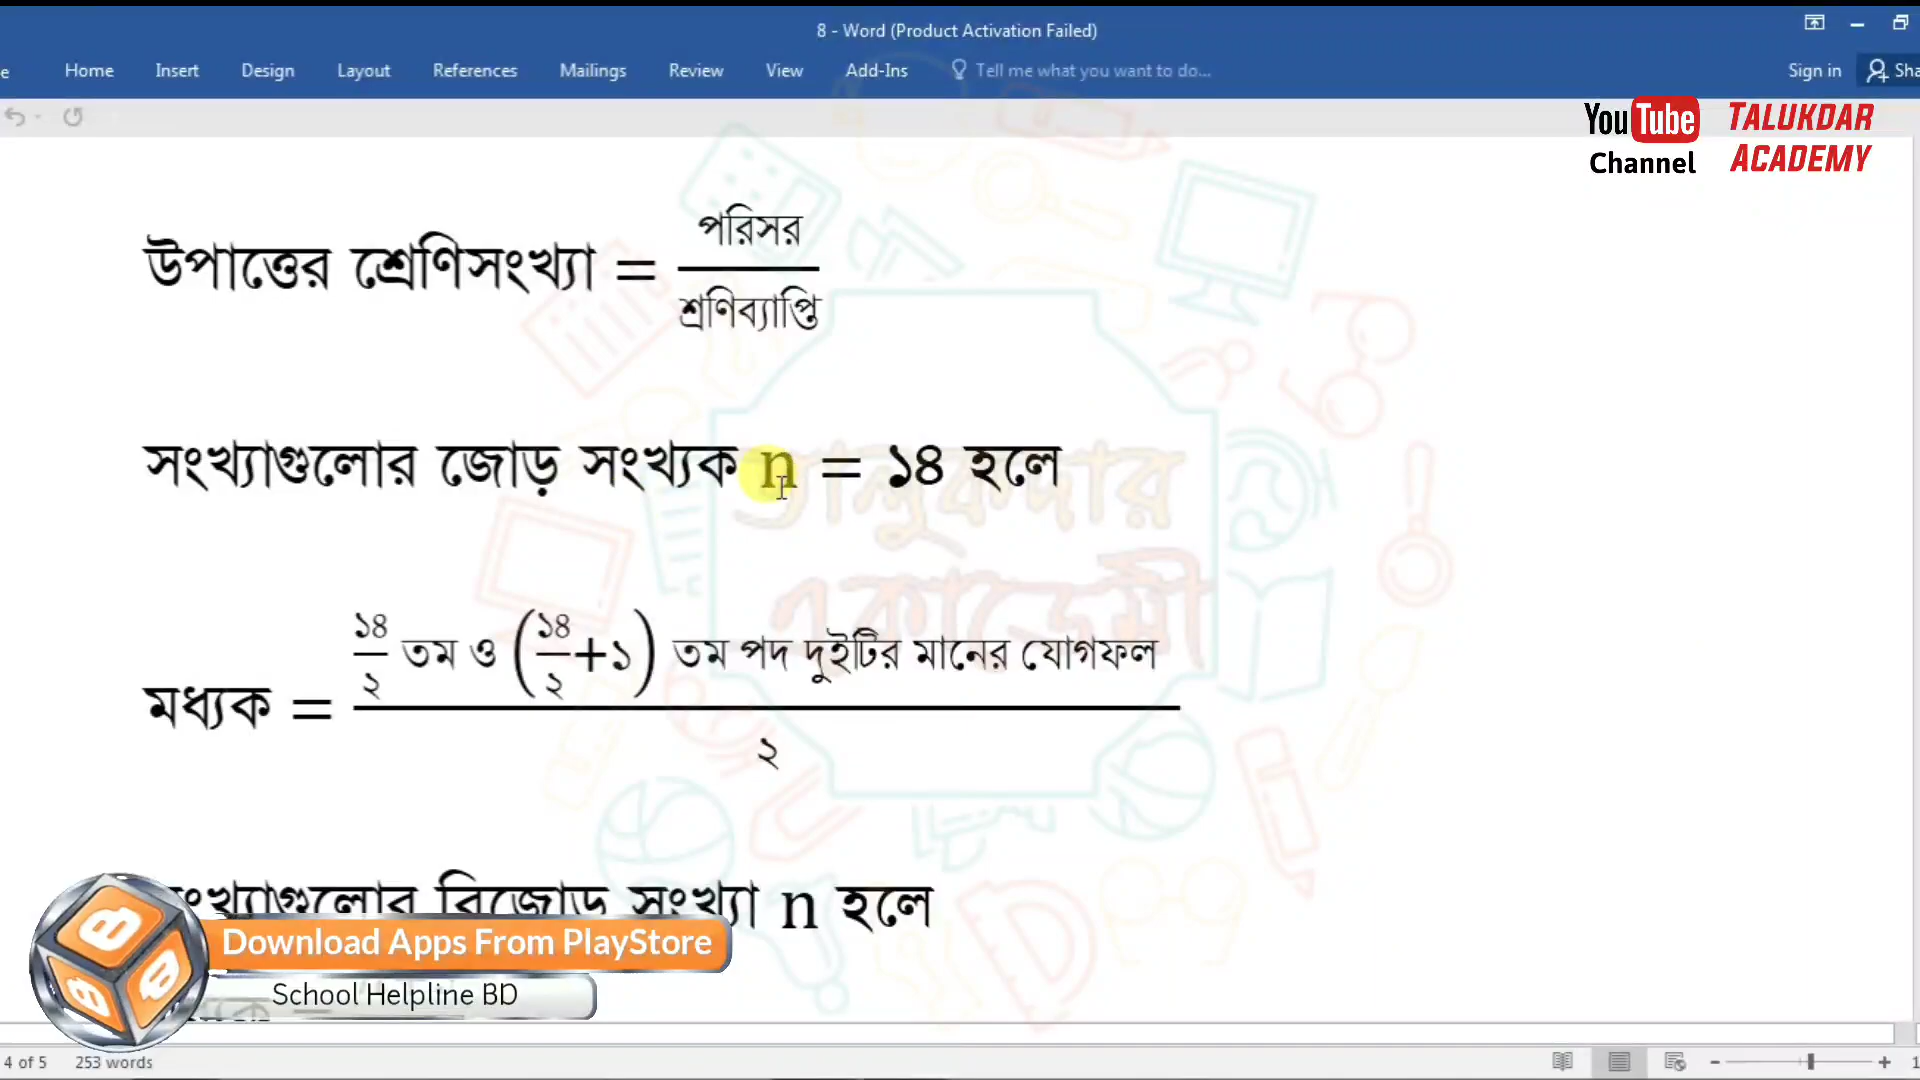 8 - Word (Product Activation Failed)
Home Insert Design Layout References Mailings Review View Add-Ins Tell me what you want to do... Sign in
YouTube Channel
TALUKDAR ACADEMY
উপাত্তের শ্রেণিসংখ্যা = পরিসর / শ্রণিব্যাপ্তি
সংখ্যাগুলোর জোড় সংখ্যক n = ১৪ হলে
তালুকদার
একাডেমী
মধ্যক = ১৪/২ তম ও (১৪/২+১) তম পদ দুইটির মানের যোগফল / ২
সংখ্যাগুলোর বিজোড় সংখ্যা n হলে
Download Apps From PlayStore
School Helpline BD
4 of 5 253 words